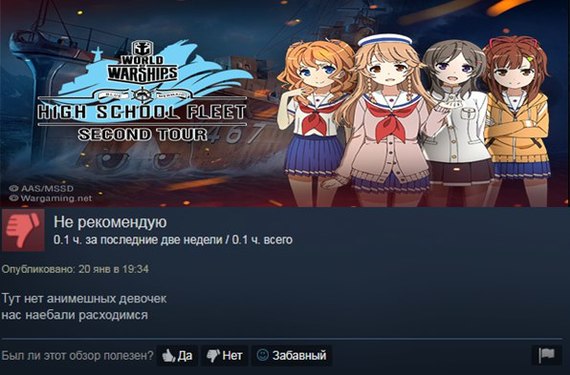 WORLD
WARSHIPS
HIGH SCHOOL FLEET
SECOND TOUR
467
© AAS/MSSD
© Wargaming.net
Не рекомендую
0.1 ч. за последние две недели / 0.1 ч. всего
Опубликовано: 20 янв в 19:34
Тут нет анимешных девочек
нас наебали расходимся
Был ли этот обзор полезен? Да Нет Забавный